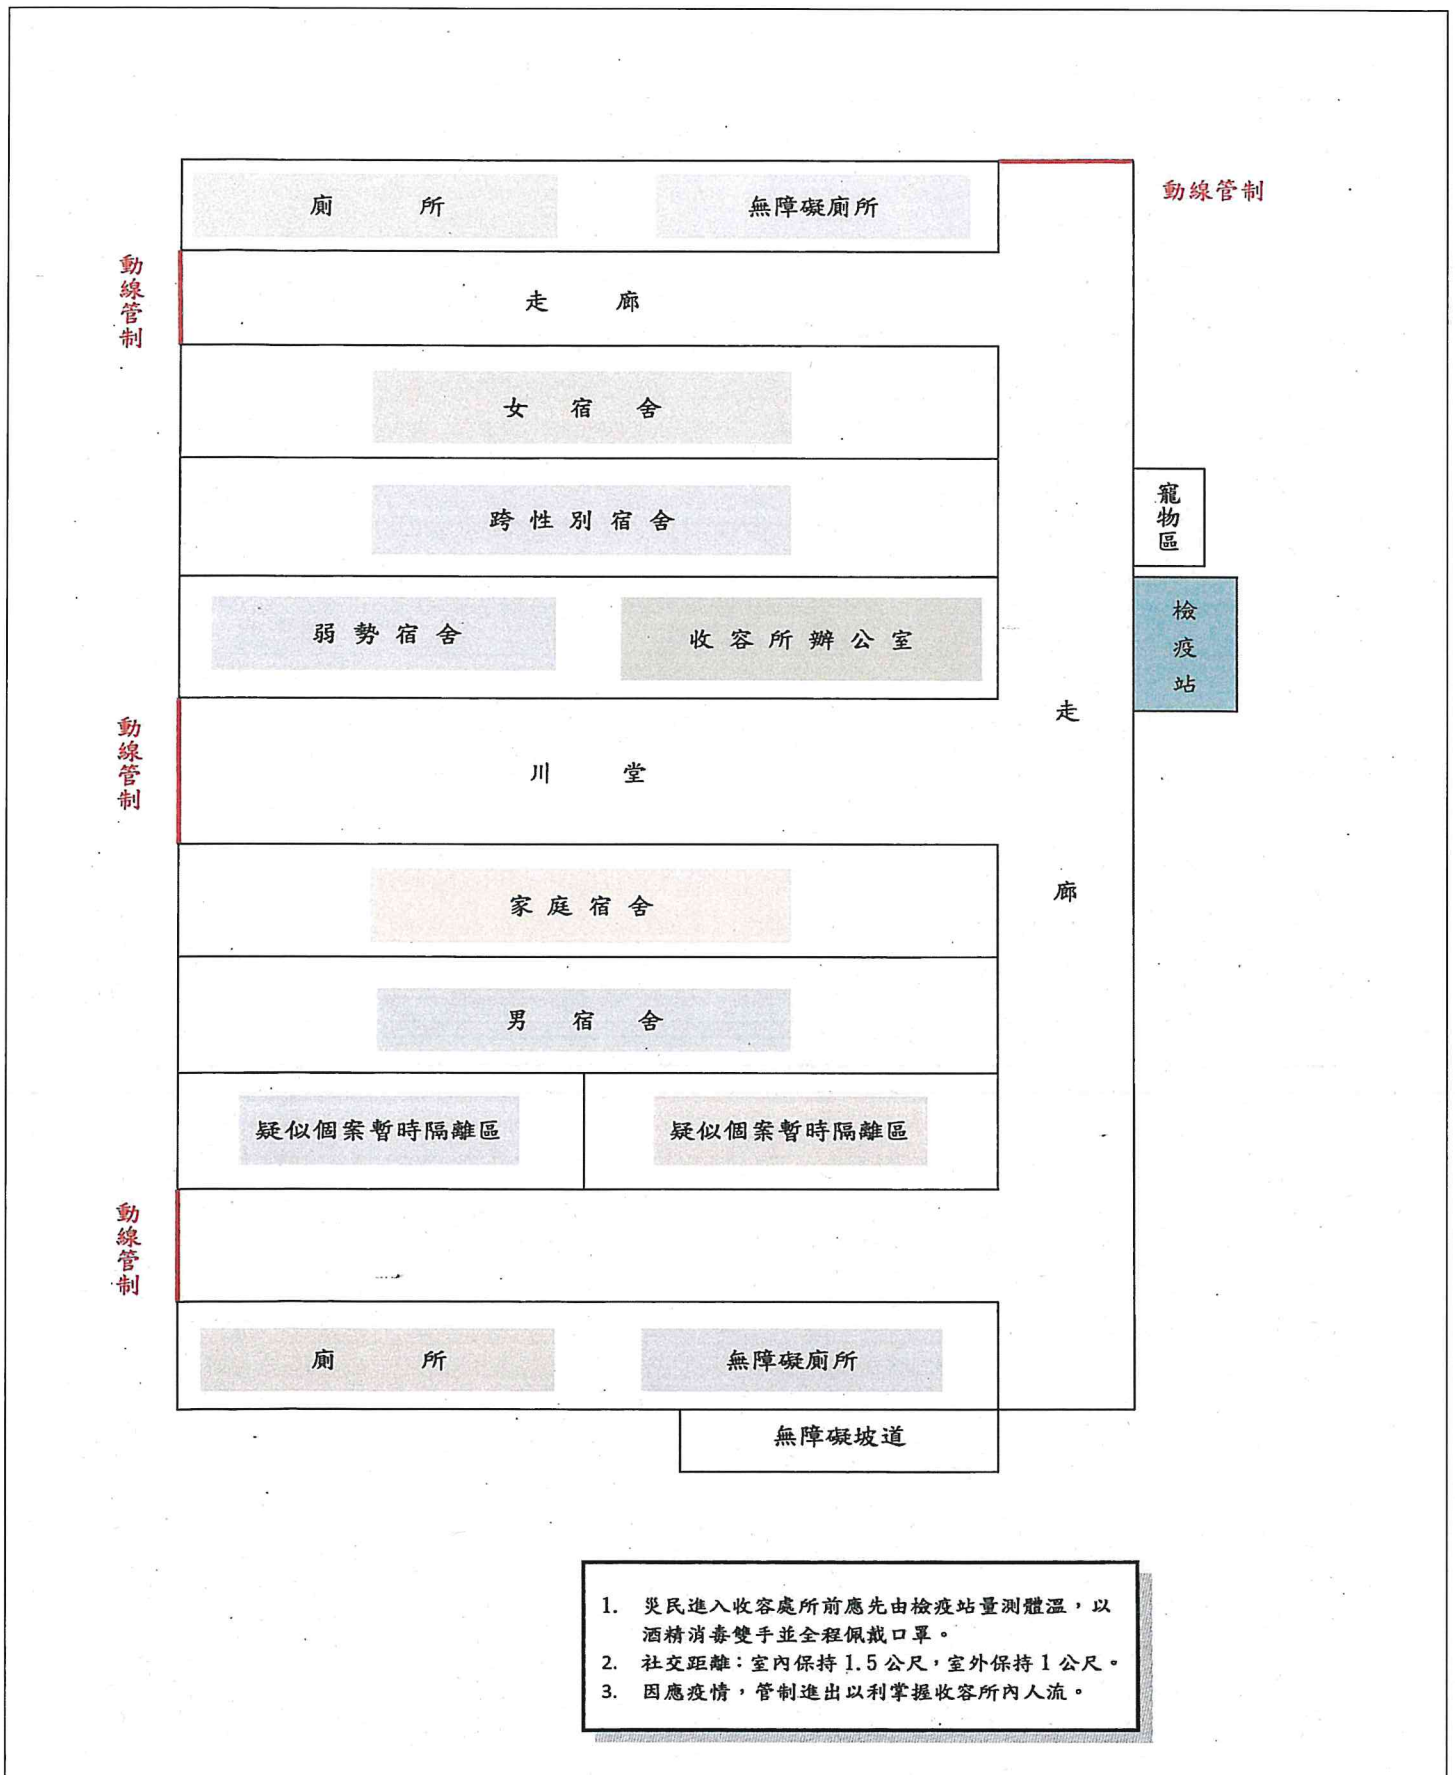 廁所 無障礙廁所
動線管制
動線管制
走廊
女宿舍
跨性別宿舍
寵物區
弱勢宿舍 收容所辦公室
檢疫站
動線管制
川堂
走廊
家庭宿舍
男宿舍
疑似個案暫時隔離區 疑似個案暫時隔離區
動線管制
廁所 無障礙廁所
無障礙坡道
1. 災民進入收容處所前應先由檢疫站量測體溫，以
酒精消毒雙手並全程佩戴口罩。
2. 社交距離：室內保持1.5公尺，室外保持1公尺。
3. 因應疫情，管制進出以利掌握收容所內人流。